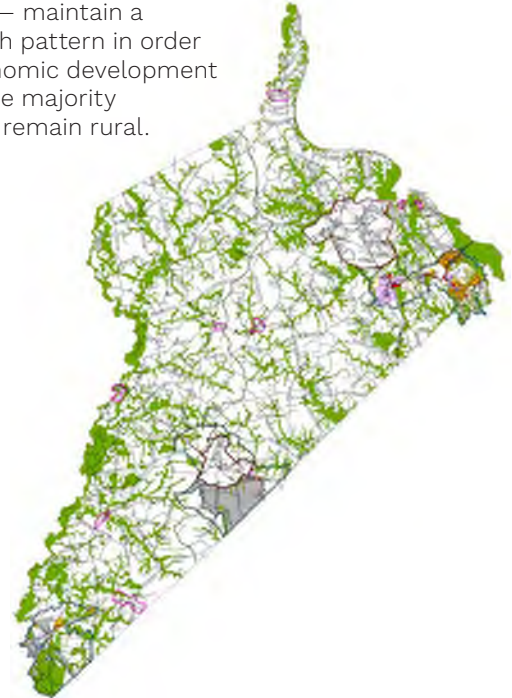 — maintain a
h pattern in order
nomic development
e majority
remain rural.